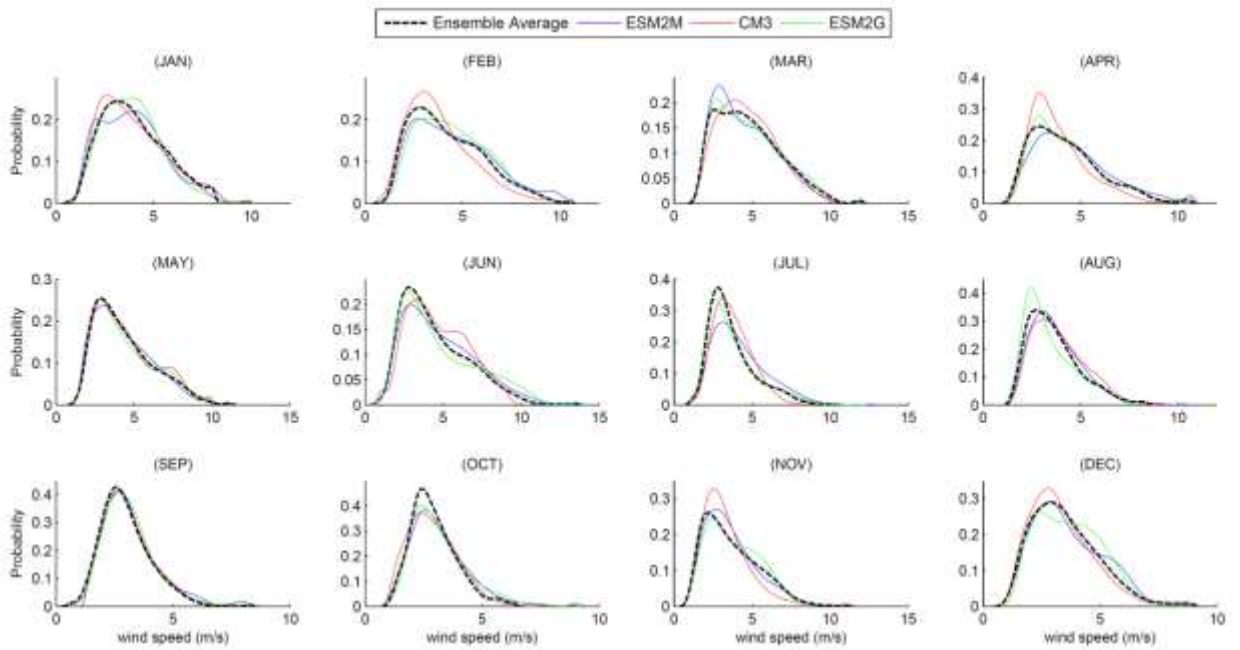 Ensemble Average ESM2M CM3 ESM2G
(JAN) (FEB) (MAR) (APR)
Probability
0.2 0.1 0
0 5 10
0.2 0.1 0
0 5 10
0.2 0.15 0.1 0.05 0
0 5 10 15
0.4 0.3 0.2 0.1 0
0 5 10
(MAY) (JUN) (JUL) (AUG)
0.3 0.2 0.1 0
0 5 10 15
0.2 0.15 0.1 0.05 0
0 5 10 15
0.4 0.3 0.2 0.1 0
0 5 10 15
0.4 0.3 0.2 0.1 0
0 5 10
(SEP) (OCT) (NOV) (DEC)
Probability
0.4 0.3 0.2 0.1 0
0 5 10
0.4 0.3 0.2 0.1 0
0 5 10
0.3 0.2 0.1 0
0 5 10 15
0.3 0.2 0.1 0
0 5 10
wind speed (m/s) wind speed (m/s) wind speed (m/s) wind speed (m/s)